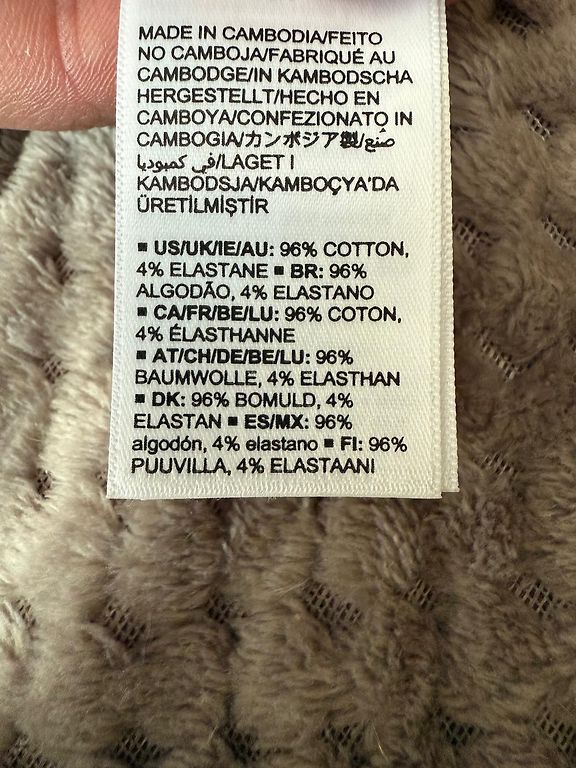 MADE IN CAMBODIA/FEITO
NO CAMBOJA/FABRIQUÉ AU
CAMBODGE/IN KAMBODSCHA
HERGESTELLT/HECHO EN
CAMBOYA/CONFEZIONATO IN
CAMBOGIA/カンボジア製/صنع
في كمبوديا/LAGET I
KAMBODSJA/KAMBOÇYA'DA
ÜRETİLMİŞTİR
▪ US/UK/IE/AU: 96% COTTON,
4% ELASTANE ▪ BR: 96%
ALGODÃO, 4% ELASTANO
▪ CA/FR/BE/LU: 96% COTON,
4% ÉLASTHANNE
▪ AT/CH/DE/BE/LU: 96%
BAUMWOLLE, 4% ELASTHAN
▪ DK: 96% BOMULD, 4%
ELASTAN ▪ ES/MX: 96%
algodón, 4% elastano ▪ FI: 96%
PUUVILLA, 4% ELASTAANI